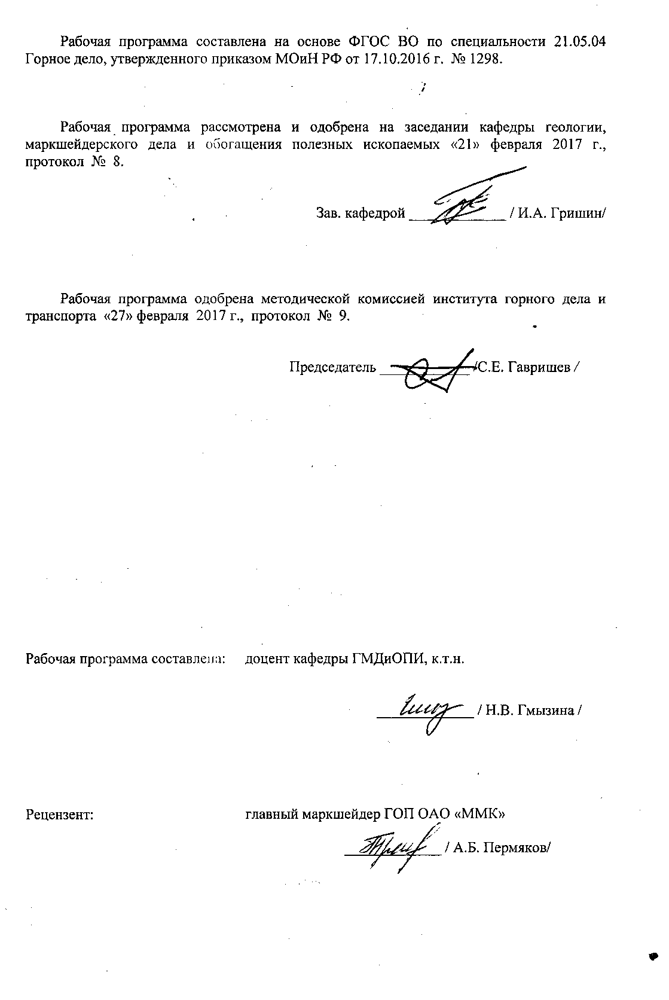 Рабочая программа составлена на основе ФГОС ВО по специальности 21.05.04
Горное дело, утвержденного приказом МОиН РФ от 17.10.2016 г. № 1298.
Рабочая программа рассмотрена и одобрена на заседании кафедры геологии,
маркшейдерского дела и обогащения полезных ископаемых «21» февраля 2017 г.,
протокол № 8.
Зав. кафедрой / И.А. Гришин/
Рабочая программа одобрена методической комиссией института горного дела и
транспорта «27» февраля 2017 г., протокол № 9.
Председатель /С.Е. Гавришев /
Рабочая программа составлена: доцент кафедры ГМДиОПИ, к.т.н.
/ Н.В. Гмызина /
Рецензент: главный маркшейдер ГОП ОАО «ММК»
/ А.Б. Пермяков/